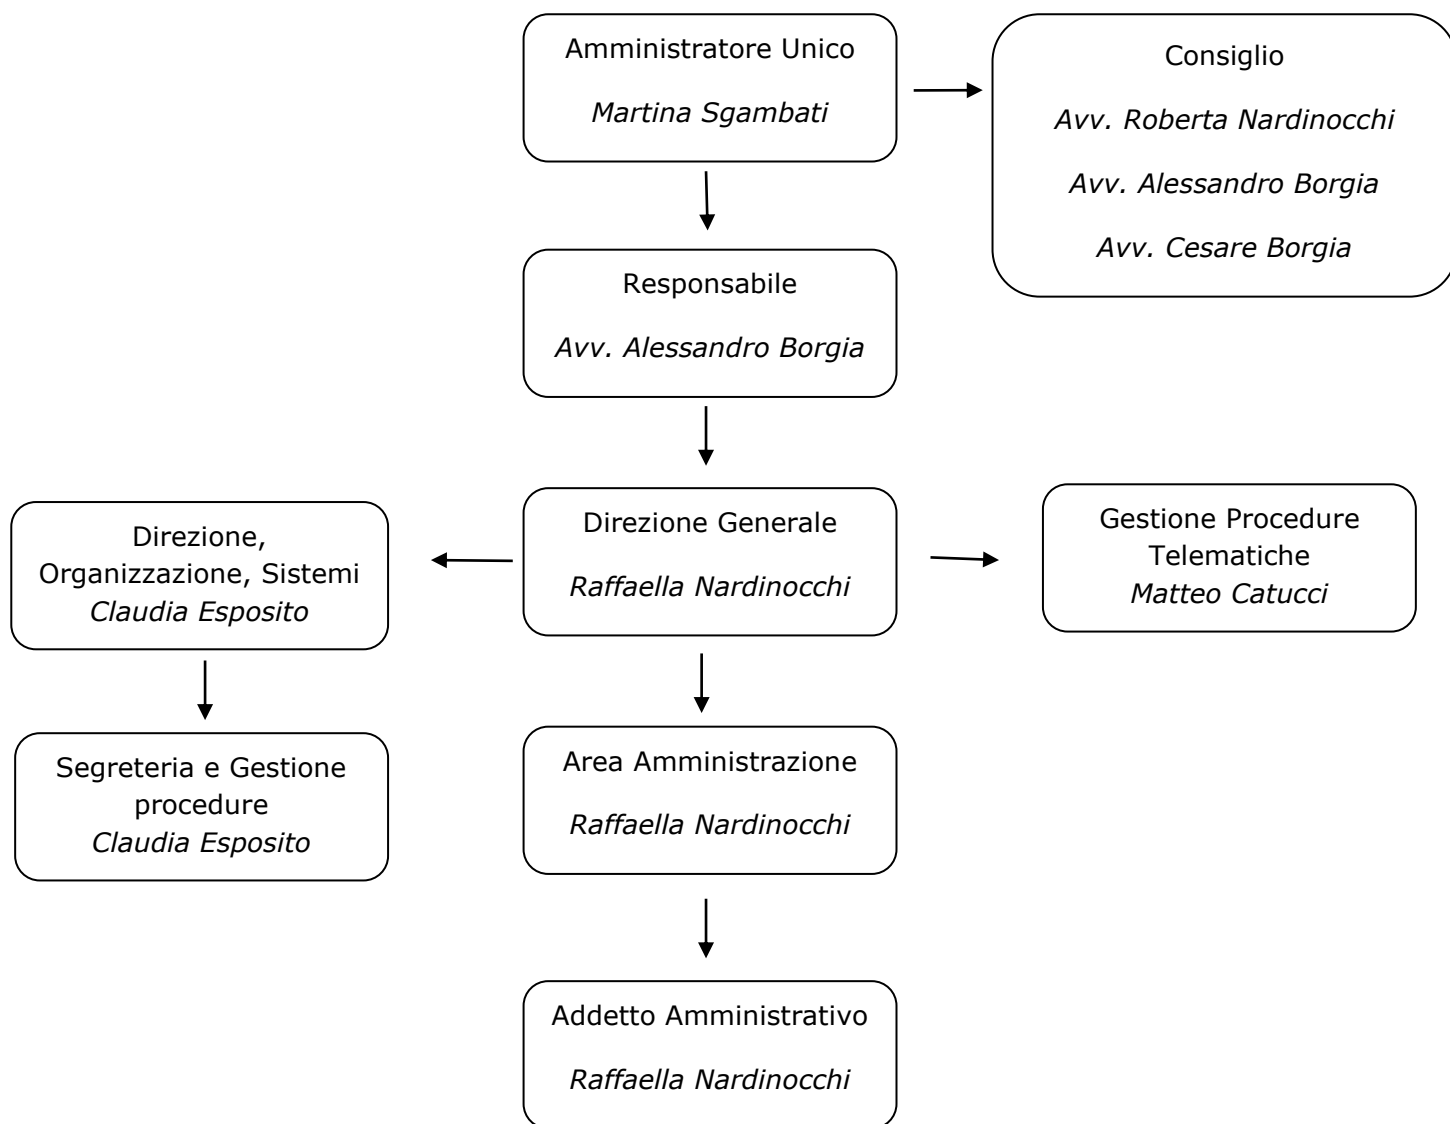 Amministratore Unico
Martina Sgambati
Consiglio
Avv. Roberta Nardinocchi
Avv. Alessandro Borgia
Avv. Cesare Borgia
Responsabile
Avv. Alessandro Borgia
Direzione,
Organizzazione, Sistemi
Claudia Esposito
Direzione Generale
Raffaella Nardinocchi
Gestione Procedure
Telematiche
Matteo Catucci
Segreteria e Gestione
procedure
Claudia Esposito
Area Amministrazione
Raffaella Nardinocchi
Addetto Amministrativo
Raffaella Nardinocchi